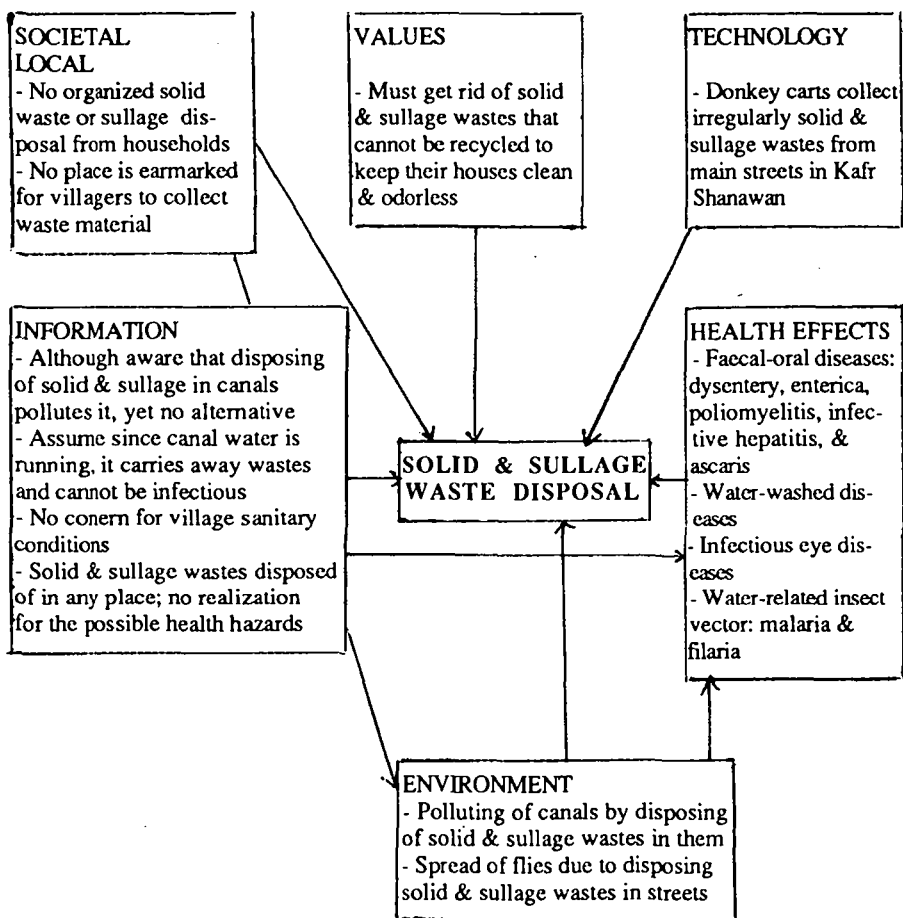 SOCIETAL
LOCAL
- No organized solid
waste or sullage dis-
posal from households
- No place is earmarked
for villagers to collect
waste material
VALUES
- Must get rid of solid
& sullage wastes that
cannot be recycled to
keep their houses clean
& odorless
TECHNOLOGY
- Donkey carts collect
irregularly solid &
sullage wastes from
main streets in Kafr
Shanawan
INFORMATION
- Although aware that disposing
of solid & sullage in canals
pollutes it, yet no alternative
- Assume since canal water is
running, it carries away wastes
and cannot be infectious
- No conern for village sanitary
conditions
- Solid & sullage wastes disposed
of in any place; no realization
for the possible health hazards
SOLID & SULLAGE
WASTE DISPOSAL
HEALTH EFFECTS
- Faecal-oral diseases:
dysentery, enterica,
poliomyelitis, infec-
tive hepatitis, &
ascaris
- Water-washed dis-
eases
- Infectious eye dis-
eases
- Water-related insect
vector: malaria &
filaria
ENVIRONMENT
- Polluting of canals by disposing
of solid & sullage wastes in them
- Spread of flies due to disposing
solid & sullage wastes in streets